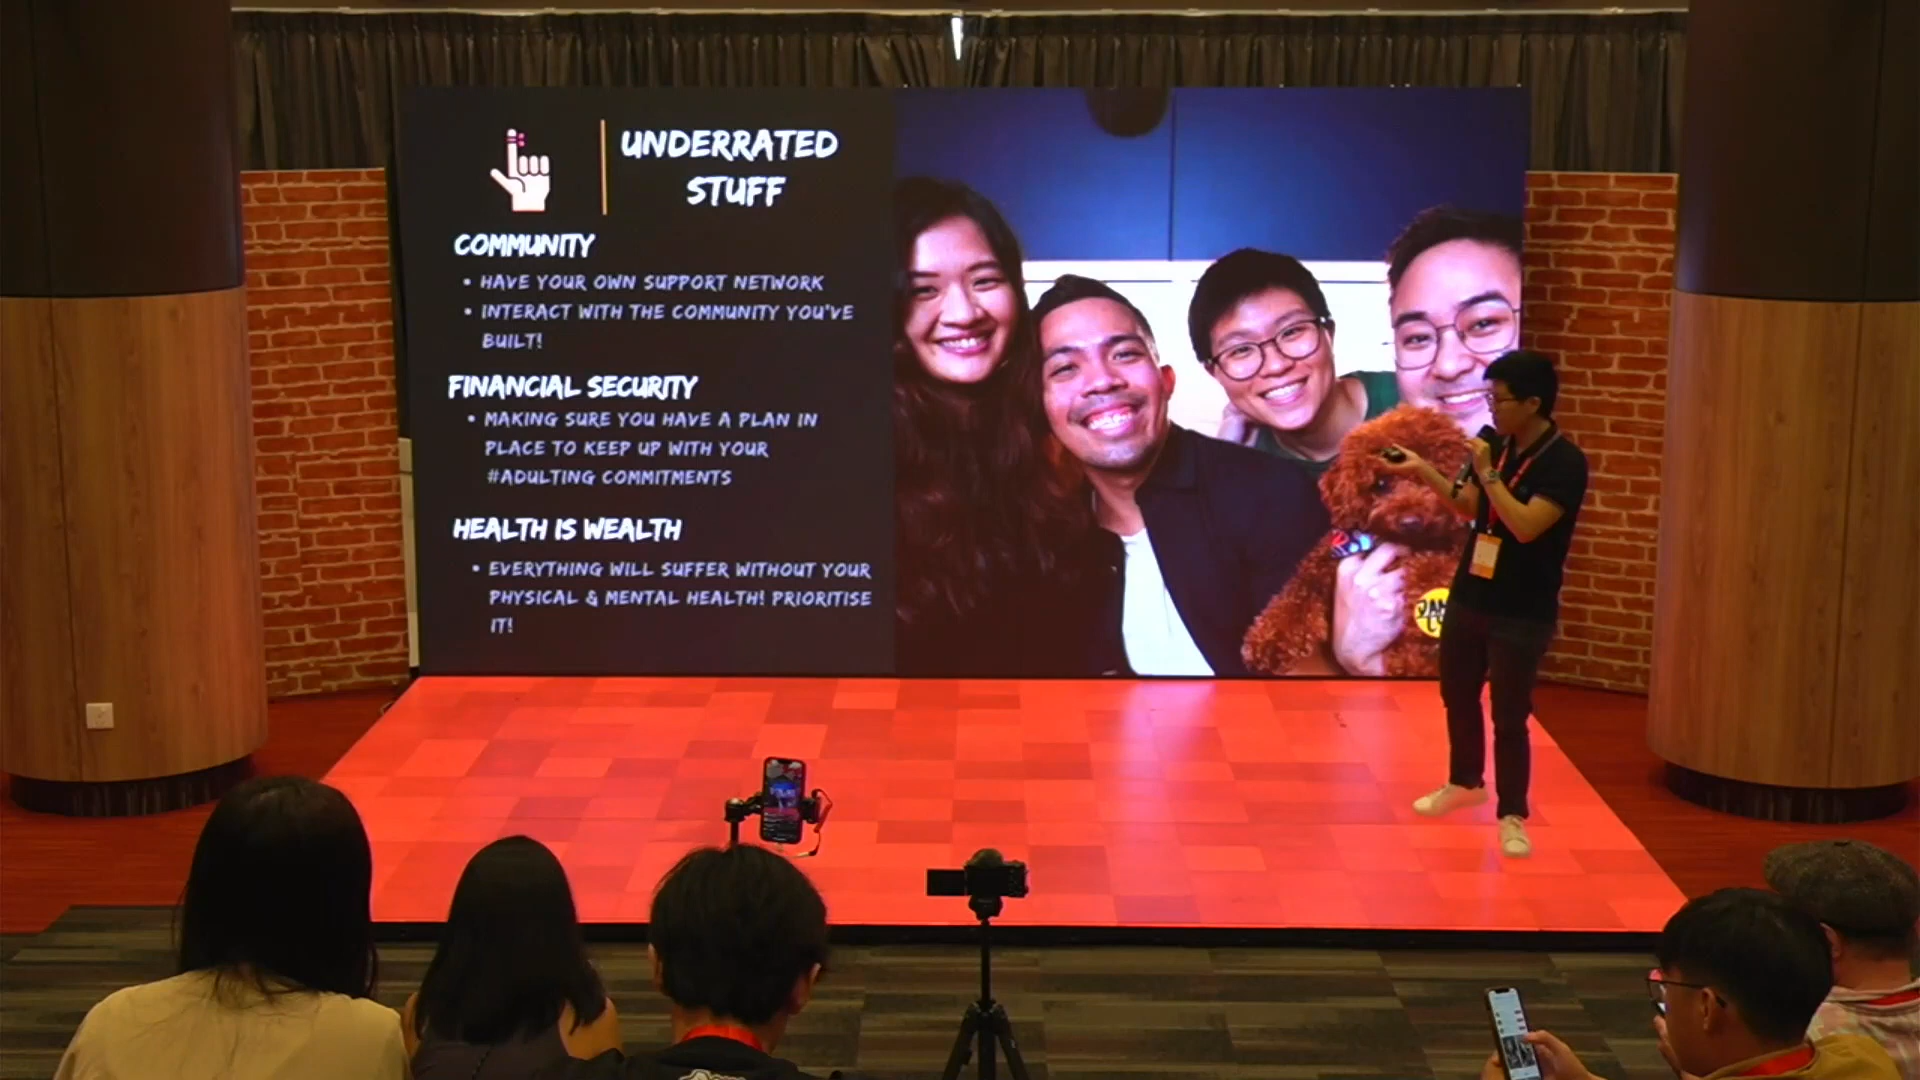 UNDERRATED
STUFF
COMMUNITY
• HAVE YOUR OWN SUPPORT NETWORK
• INTERACT WITH THE COMMUNITY YOU'VE
BUILT!
FINANCIAL SECURITY
• MAKING SURE YOU HAVE A PLAN IN
PLACE TO KEEP UP WITH YOUR
#ADULTING COMMITMENTS
HEALTH IS WEALTH
• EVERYTHING WILL SUFFER WITHOUT YOUR
PHYSICAL & MENTAL HEALTH! PRIORITISE
IT!